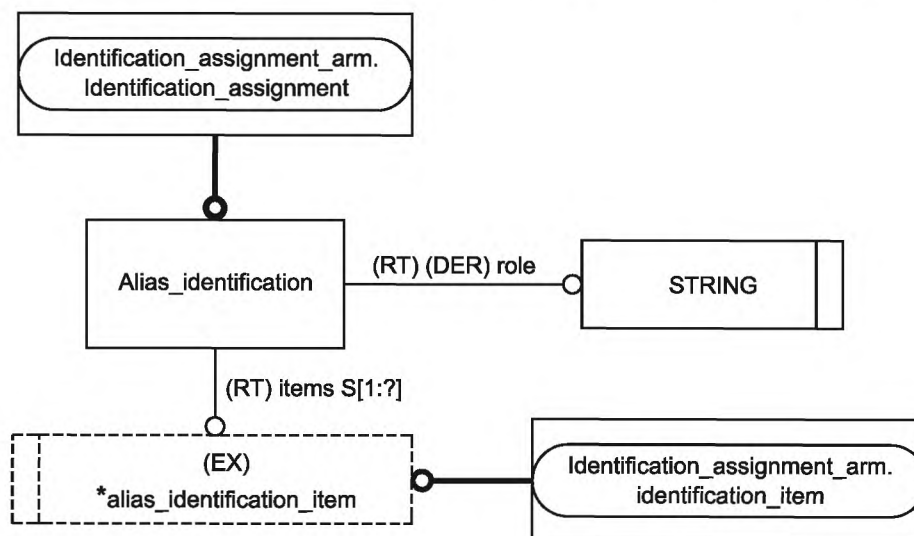 Identification_assignment_arm.
Identification_assignment
Alias_identification
(RT) (DER) role
STRING
(RT) items S[1:?]
(EX)
*alias_identification_item
Identification_assignment_arm.
identification_item